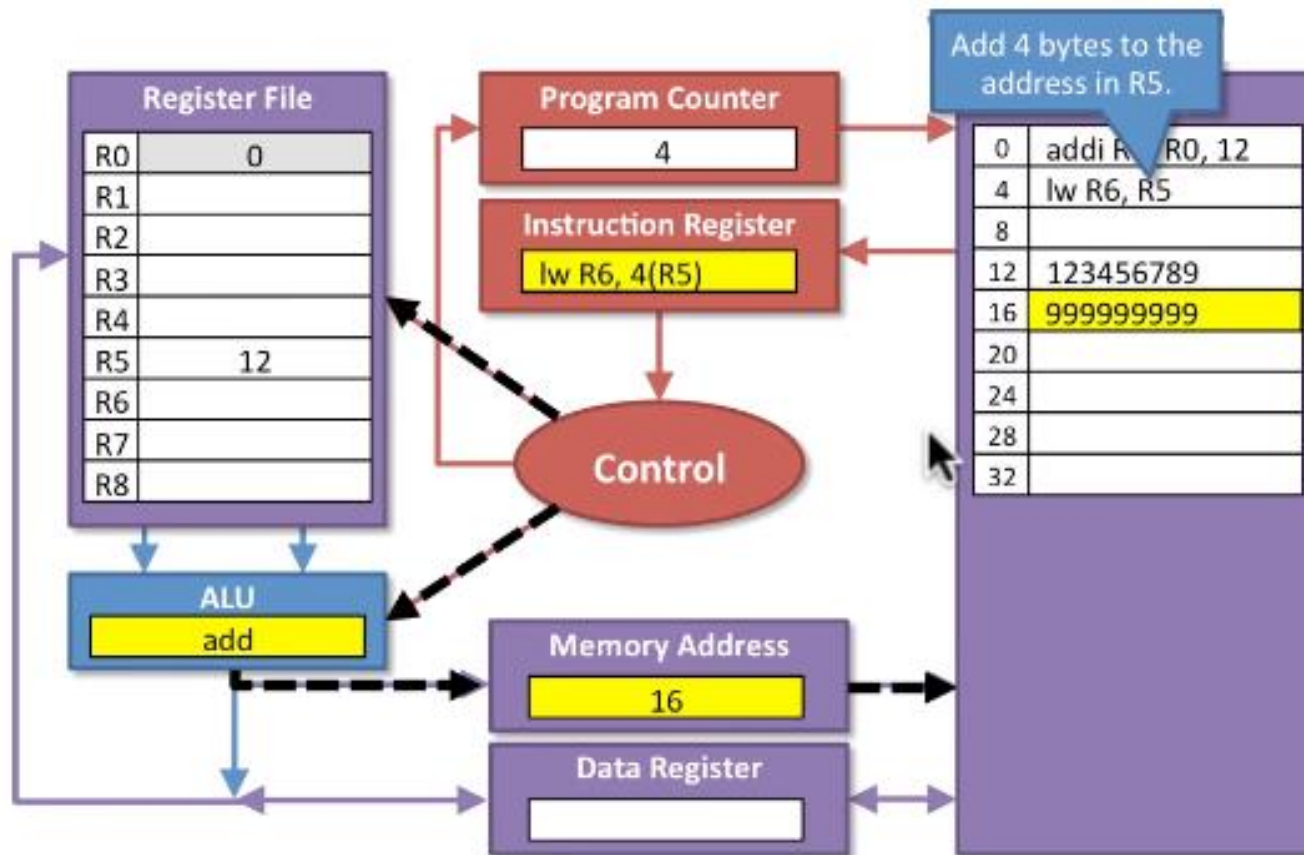 Add 4 bytes to the
address in R5.
Register File
R0 0
R1
R2
R3
R4
R5 12
R6
R7
R8
Program Counter
4
Instruction Register
lw R6, 4(R5)
0 addi R R0, 12
4 lw R6, R5
8
12 123456789
16 999999999
20
24
28
32
Control
ALU
add
Memory Address
16
Data Register